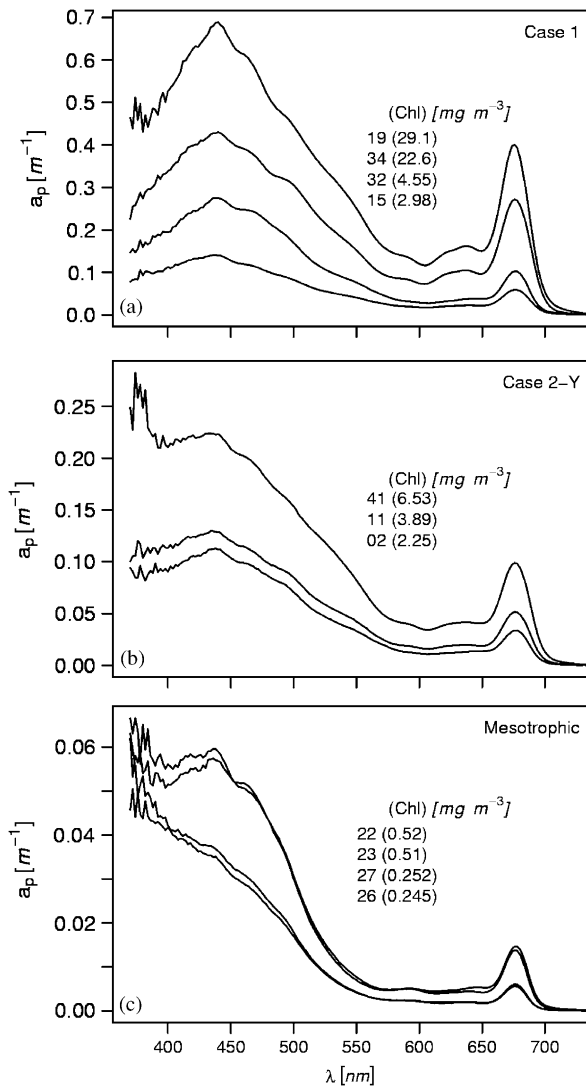 0.7
Case 1
0.6
0.5
(Chl) [mg m⁻³]
19 (29.1)
34 (22.6)
32 (4.55)
15 (2.98)
0.4
0.3
0.2
0.1
0.0
aₚ [m⁻¹]
(a)
Case 2-Y
0.25
0.20
(Chl) [mg m⁻³]
41 (6.53)
11 (3.89)
02 (2.25)
0.15
0.10
0.05
0.00
aₚ [m⁻¹]
(b)
Mesotrophic
0.06
(Chl) [mg m⁻³]
22 (0.52)
23 (0.51)
27 (0.252)
26 (0.245)
0.04
0.02
0.00
aₚ [m⁻¹]
(c)
400 450 500 550 600 650 700
λ [nm]